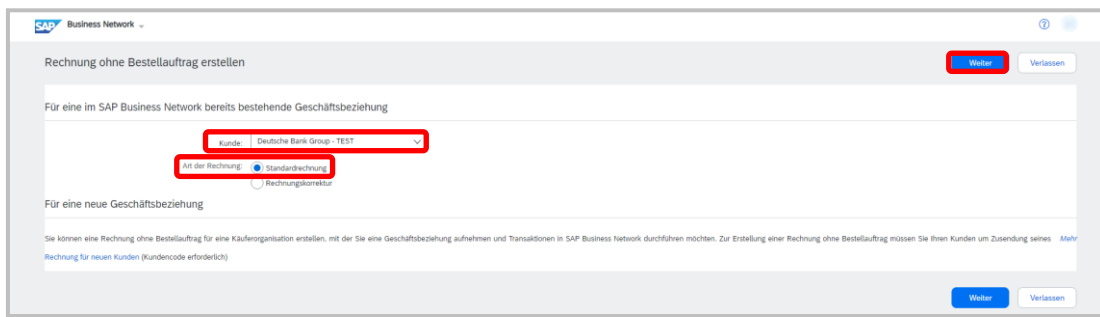 SAP Business Network
Rechnung ohne Bestellauftrag erstellen
Weiter Verlassen
Für eine im SAP Business Network bereits bestehende Geschäftsbeziehung
Kunde: Deutsche Bank Group - TEST
Art der Rechnung: Standardrechnung
Rechnungskorrektur
Für eine neue Geschäftsbeziehung
Sie können eine Rechnung ohne Bestellauftrag für eine Käuferorganisation erstellen, mit der Sie eine Geschäftsbeziehung aufnehmen und Transaktionen in SAP Business Network durchführen möchten. Zur Erstellung einer Rechnung ohne Bestellauftrag müssen Sie Ihren Kunden um Zusendung seines Mehr
Rechnung für neuen Kunden (Kundencode erforderlich)
Weiter Verlassen